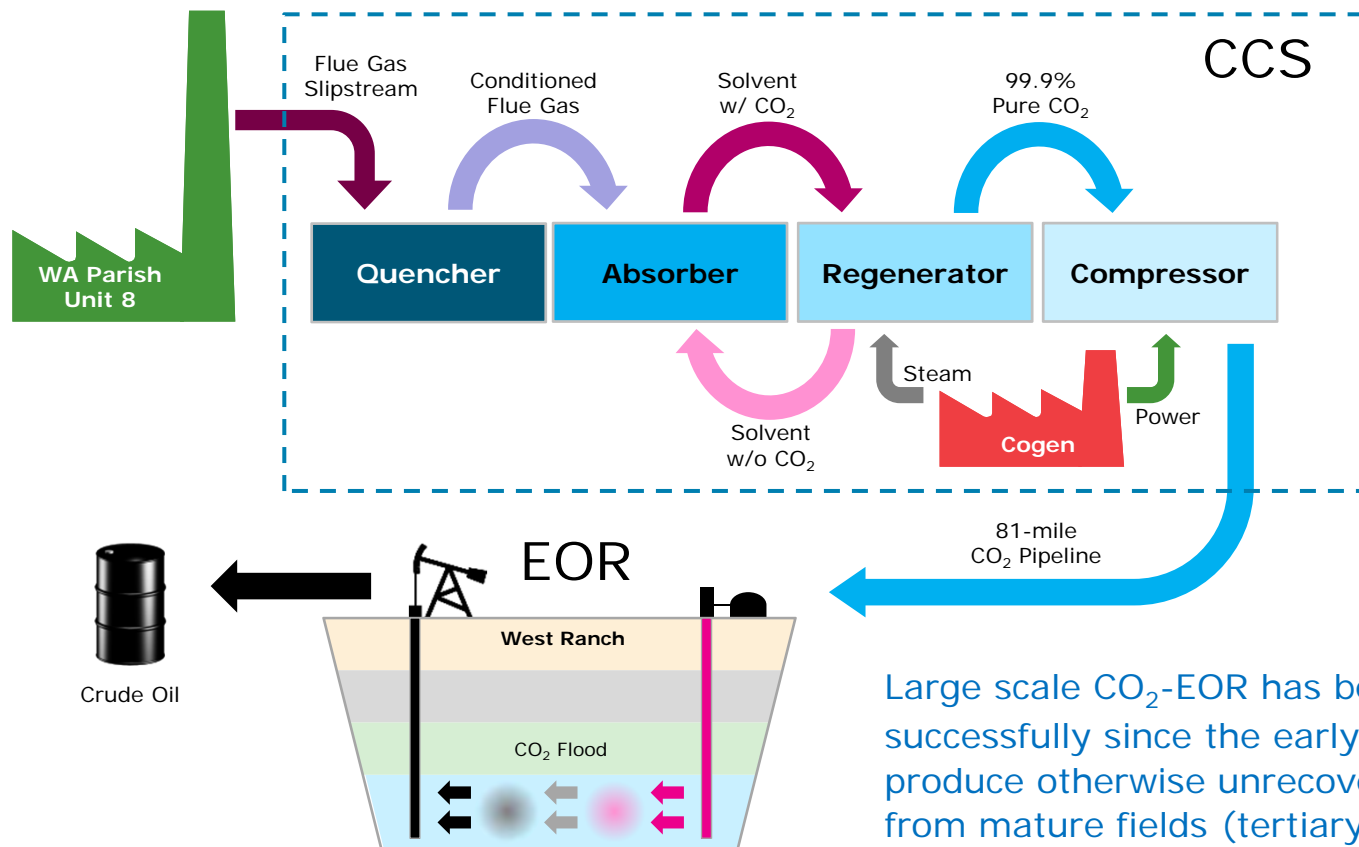 CCS
Flue Gas
Slipstream
Conditioned
Flue Gas
Solvent
w/ CO₂
99.9%
Pure CO₂
WA Parish
Unit 8
Quencher
Absorber
Regenerator
Compressor
Steam
Power
Cogen
Solvent
w/o CO₂
81-mile
CO₂ Pipeline
EOR
West Ranch
CO₂ Flood
Crude Oil
Large scale CO₂-EOR has
successfully since the early
produce otherwise
from mature fields (tertiary